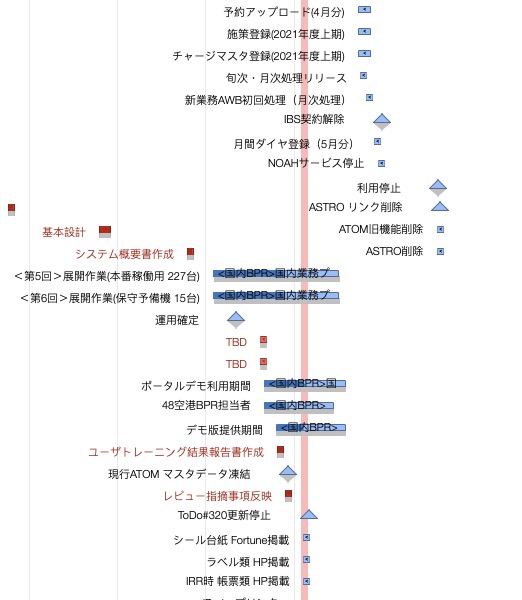 予約アップロード(4月分)
施策登録(2021年度上期)
チャージマスタ登録(2021年度上期)
旬次・月次処理リリース
新業務AWB初回処理（月次処理)
IBS契約解除
月間ダイヤ登録（5月分）
NOAHサービス停止
利用停止
ASTRO リンク削除
基本設計
ATOM旧機能削除
システム概要書作成
ASTRO削除
＜第5回＞展開作業(本番稼働用 227台)
<国内BPR>国内業務プ
＜第6回＞展開作業(保守予備機 15台)
<国内BPR>国内業務プ
運用確定
TBD
TBD
ポータルデモ利用期間
<国内BPR>国
48空港BPR担当者
<国内BPR>
デモ版提供期間
<国内BPR>
ユーザトレーニング結果報告書作成
現行ATOM マスタデータ凍結
レビュー指摘事項反映
ToDo#320更新停止
シール台紙 Fortune掲載
ラベル類 HP掲載
IRR時 帳票類 HP掲載